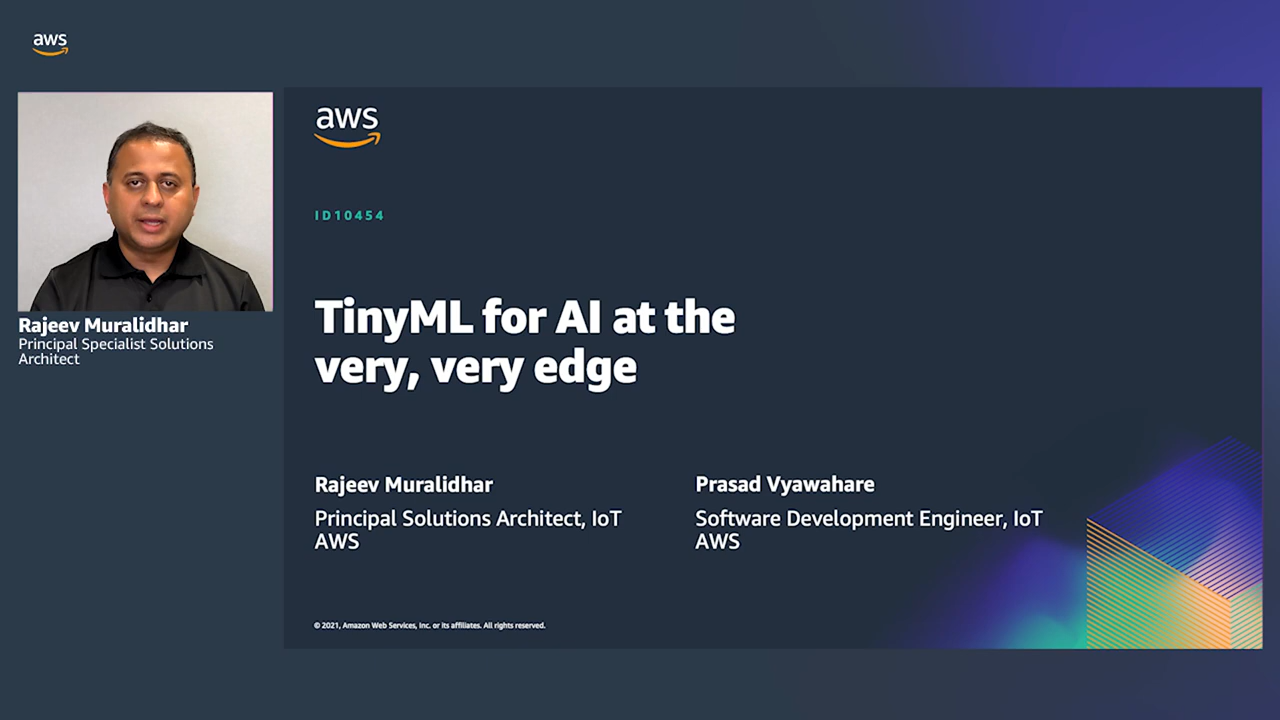 aws
Rajeev Muralidhar
Principal Specialist Solutions
Architect
aws
ID10454
TinyML for AI at the
very, very edge
Rajeev Muralidhar
Principal Solutions Architect, IoT
AWS
Prasad Vyawahare
Software Development Engineer, IoT
AWS
© 2021, Amazon Web Services, Inc. or its affiliates. All rights reserved.